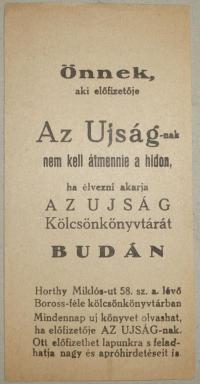 Önnek,
aki előfizetője
Az Ujság-nak
nem kell átmennie a hidon,
ha élvezni akarja
AZ UJSÁG
Kölcsönkönyvtárát
BUDÁN
Horthy Miklós-ut 58. sz. a. lévő
Boross-féle kölcsönkönyvtárban
Mindennap uj könyvet olvashat,
ha előfizetője AZ UJSÁG-nak.
Ott előfizethet lapunkra s felad-
hatja nagy és apróhirdetéseit is